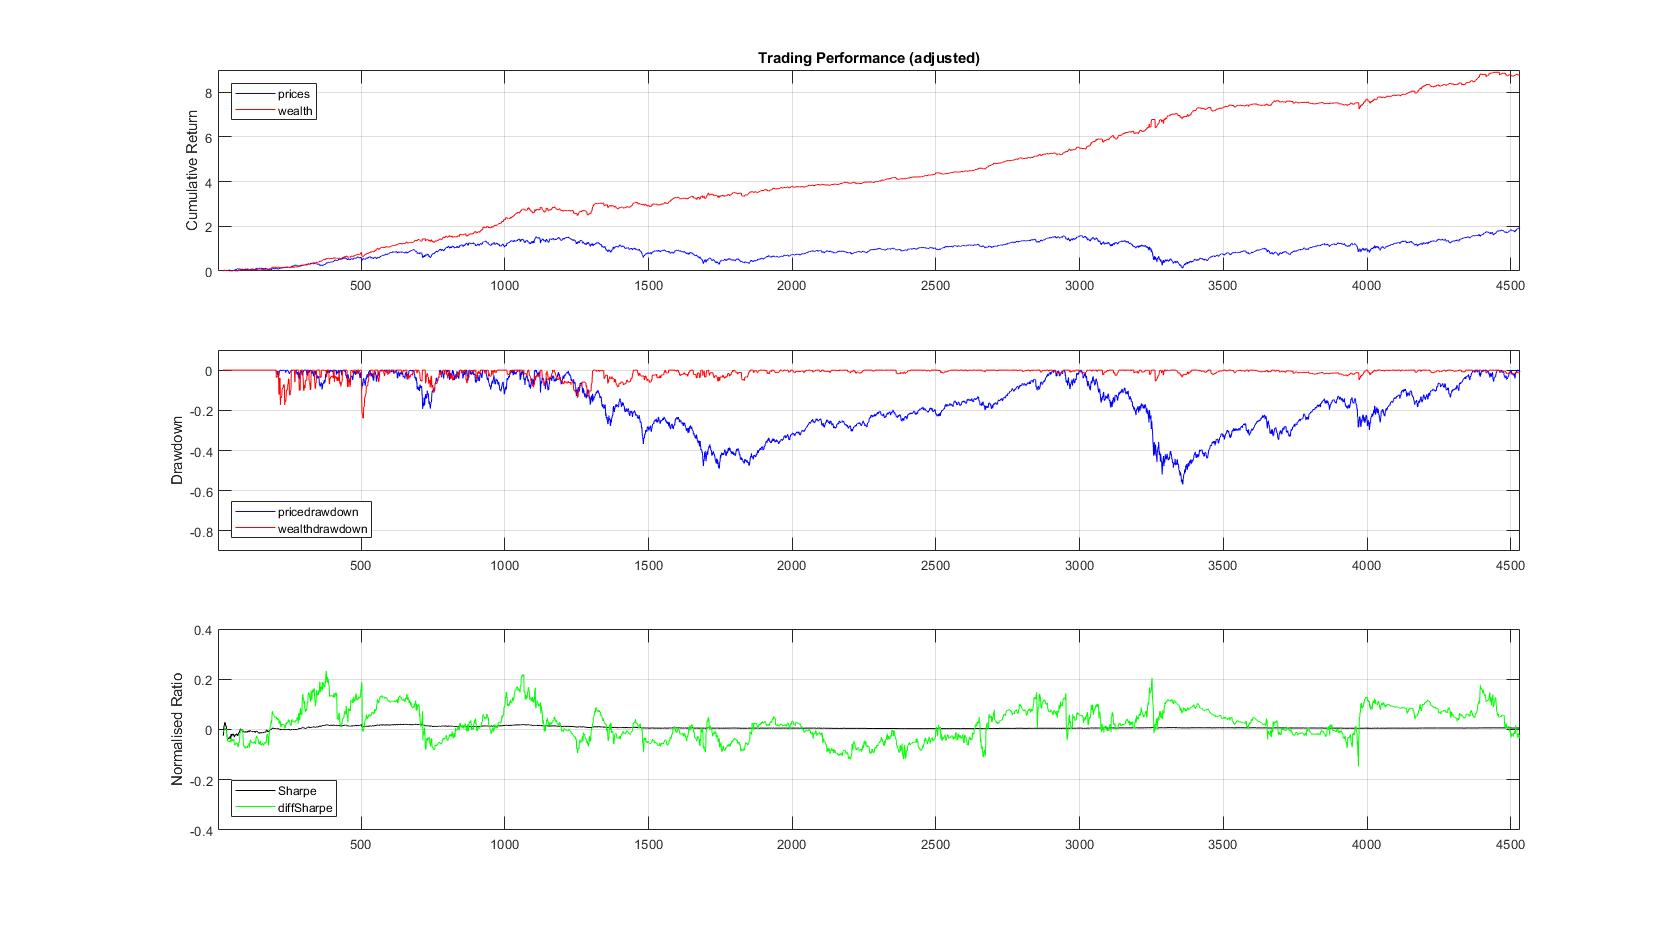 Trading Performance (adjusted)
Cumulative Return
8
6
4
2
0
prices
wealth
500 1000 1500 2000 2500 3000 3500 4000 4500
Drawdown
0
-0.2
-0.4
-0.6
-0.8
pricedrawdown
wealthdrawdown
500 1000 1500 2000 2500 3000 3500 4000 4500
Normalised Ratio
0.4
0.2
0
-0.2
-0.4
Sharpe
diffSharpe
500 1000 1500 2000 2500 3000 3500 4000 4500